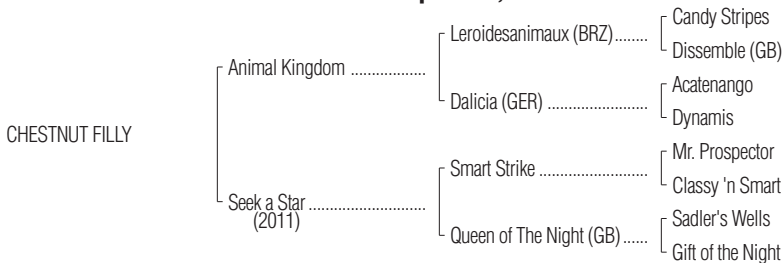 Candy Stripes
Leroidesanimaux (BRZ)........
Dissemble (GB)
Animal Kingdom ..................
Acatenango
Dalicia (GER) ......................
Dynamis
CHESTNUT FILLY
Mr. Prospector
Smart Strike ........................
Classy 'n Smart
Seek a Star ..........................
(2011)
Sadler's Wells
Queen of The Night (GB)......
Gift of the Night